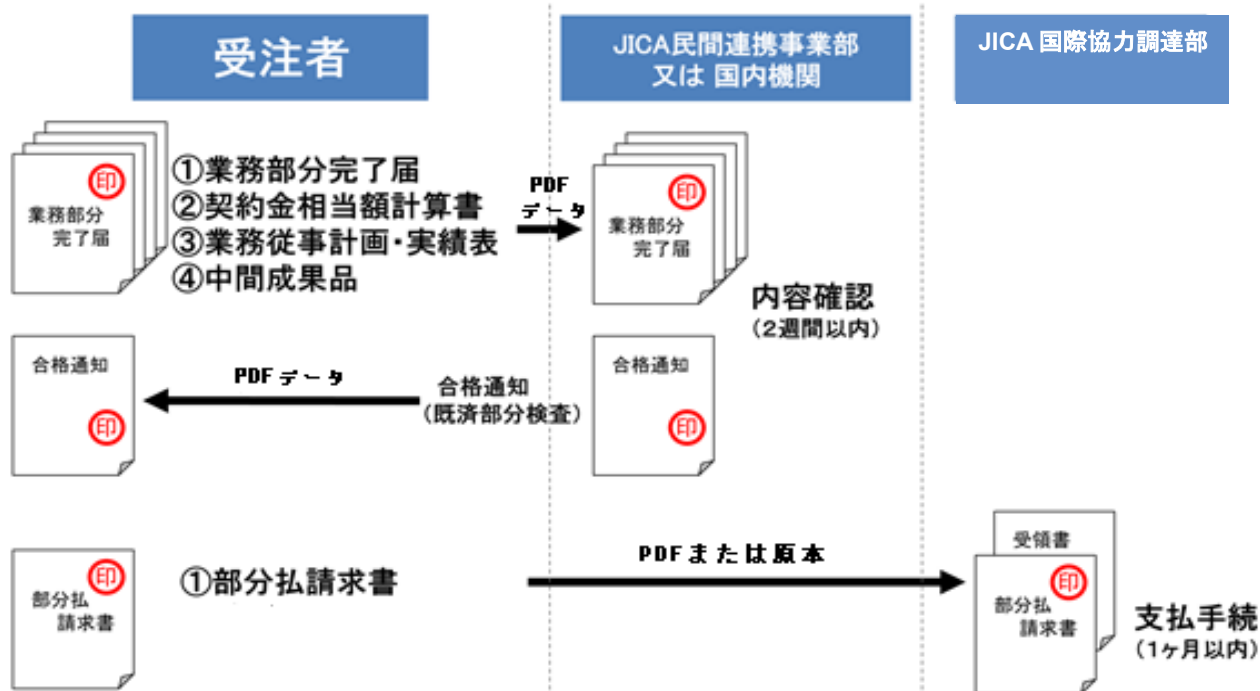 受注者
JICA民間連携事業部
又は 国内機関
JICA 国際協力調達部
印
業務部分
完了届
①業務部分完了届
②契約金相当額計算書
③業務従事計画・実績表
④中間成果品
PDF
データ
印
業務部分
完了届
内容確認
(2週間以内)
合格通知
印
PDFデータ
合格通知
(既済部分検査)
合格通知
印
印
部分払
請求書
①部分払請求書
PDFまたは原本
受領書
印
部分払
請求書
支払手続
(1ヶ月以内)